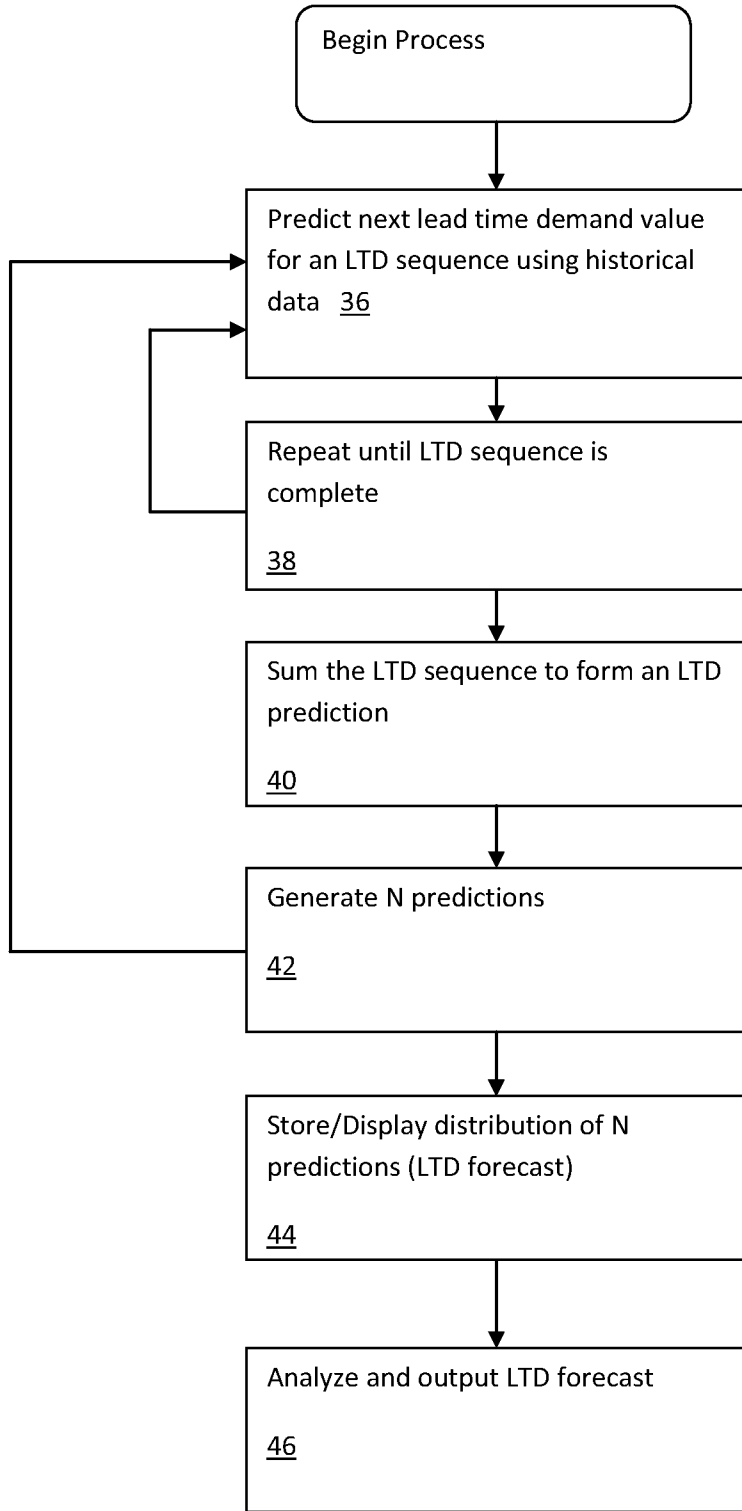 Begin Process
Predict next lead time demand value
for an LTD sequence using historical
data 36
Repeat until LTD sequence is
complete
38
Sum the LTD sequence to form an LTD
prediction
40
Generate N predictions
42
Store/Display distribution of N
predictions (LTD forecast)
44
Analyze and output LTD forecast
46